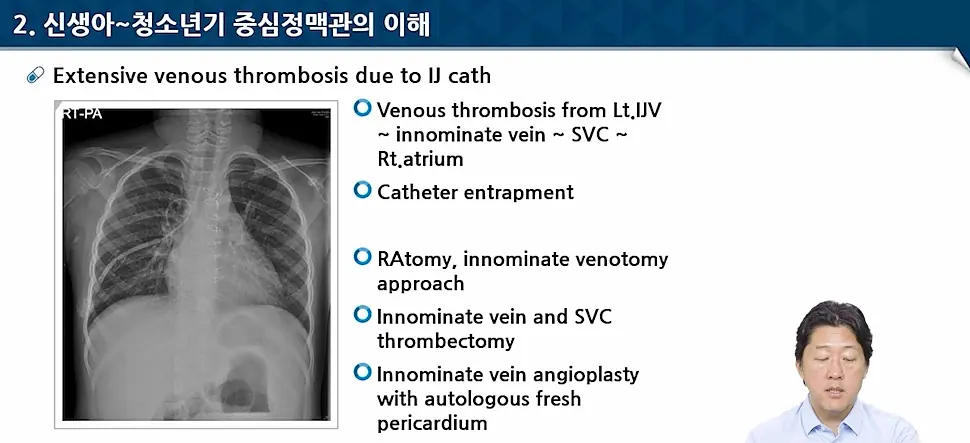 2. 신생아~청소년기 중심정맥관의 이해
Extensive venous thrombosis due to IJ cath
RT-PA
Venous thrombosis from Lt.IJV
~ innominate vein ~ SVC ~
Rt.atrium
Catheter entrapment
RAtomy, innominate venotomy
approach
Innominate vein and SVC
thrombectomy
Innominate vein angioplasty
with autologous fresh
pericardium